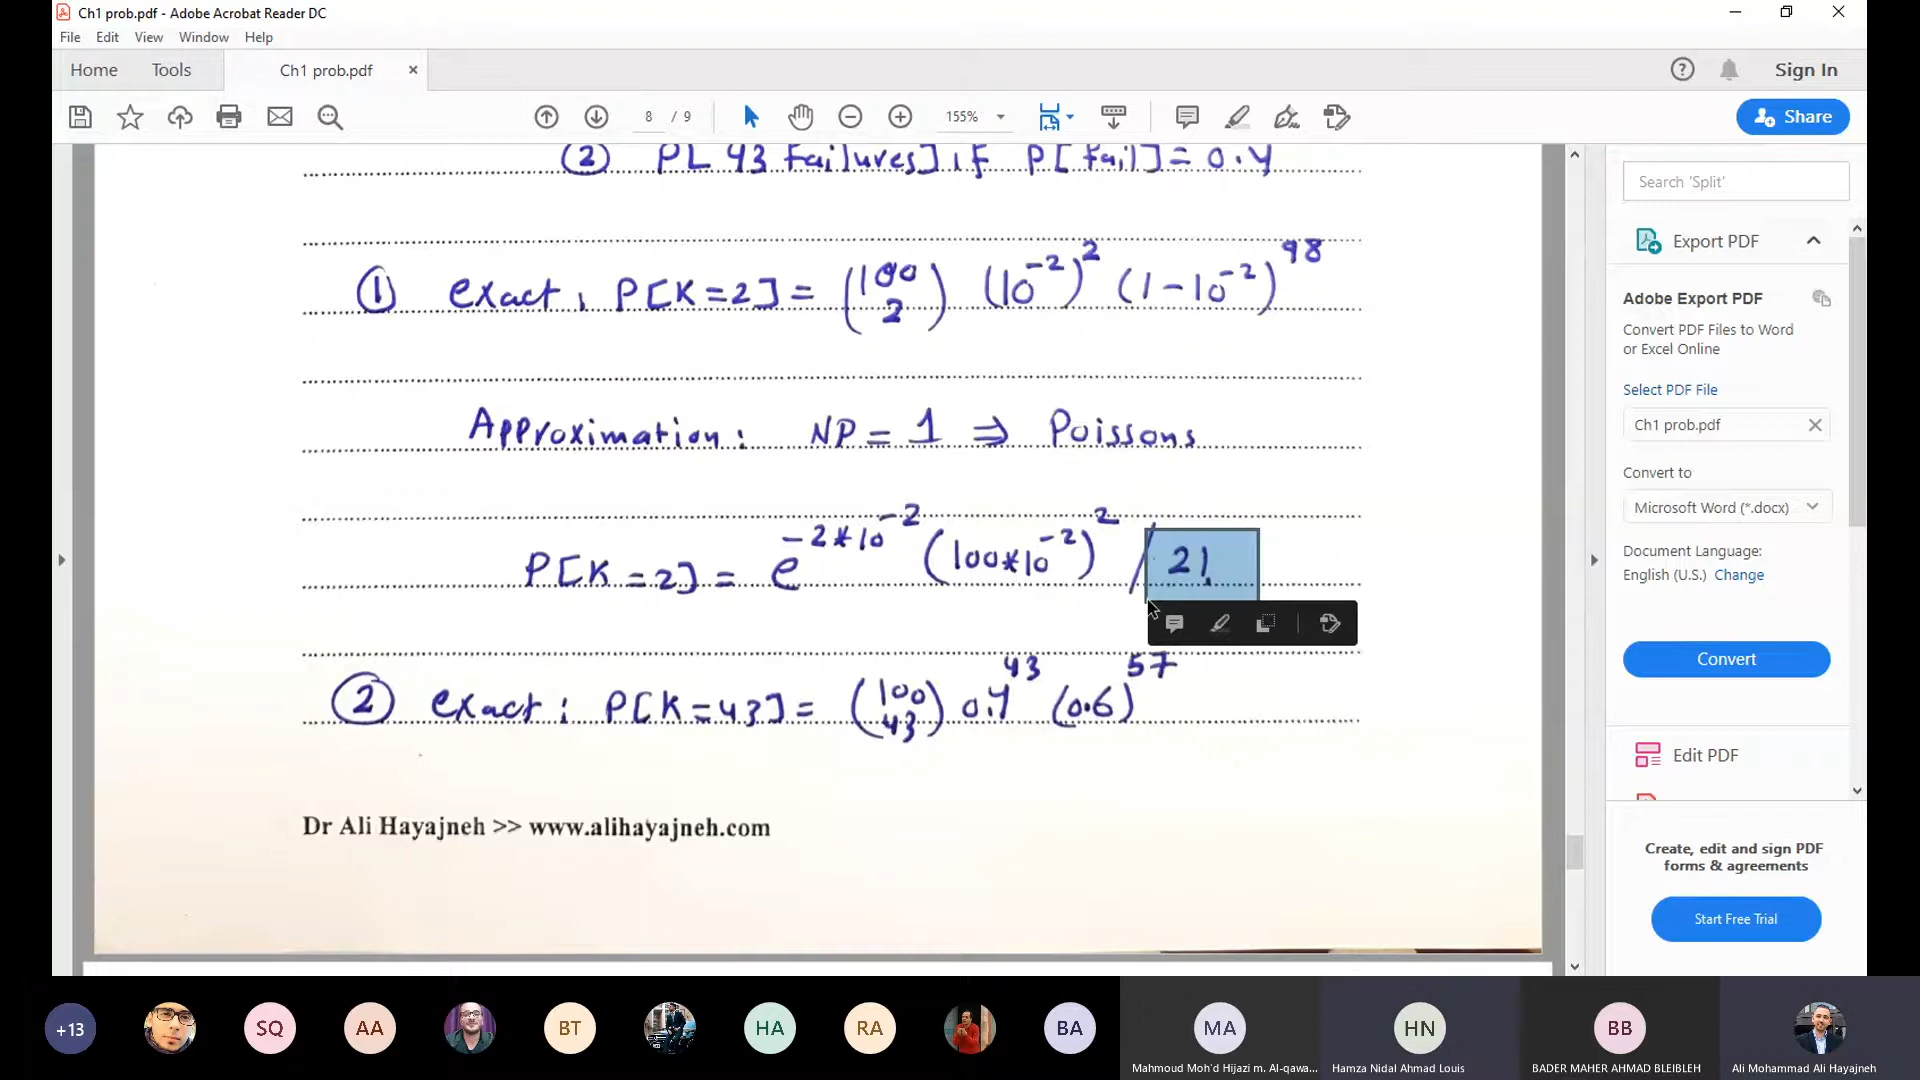 Ch1 prob.pdf - Adobe Acrobat Reader DC
File Edit View Window Help
Home Tools Ch1 prob.pdf × Sign In
8 / 9 155% Share
(2) P[43 failures] if P[fail] = 0.4
① exact: P[K=2] = (100 2) (10^-2)^2 (1-10^-2)^98
Approximation: NP = 1 ⇒ Poissons
P[K=2] = e^-2*10^-2 (100*10^-2)^2 / 2!
② exact: P[K=43] = (100 43) 0.4^43 (0.6)^57
Dr Ali Hayajneh >> www.alihayajneh.com
Search 'Split'
Export PDF
Adobe Export PDF
Convert PDF Files to Word
or Excel Online
Select PDF File
Ch1 prob.pdf
Convert to
Microsoft Word (*.docx)
Document Language:
English (U.S.) Change
Convert
Edit PDF
Create, edit and sign PDF
forms & agreements
Start Free Trial
+13 SQ AA BT HA RA BA MA HN BB
Mahmoud Moh'd Hijazi m. Al-qawa... Hamza Nidal Ahmad Louis BADER MAHER AHMAD BLEIBLEH Ali Mohammad Ali Hayajneh